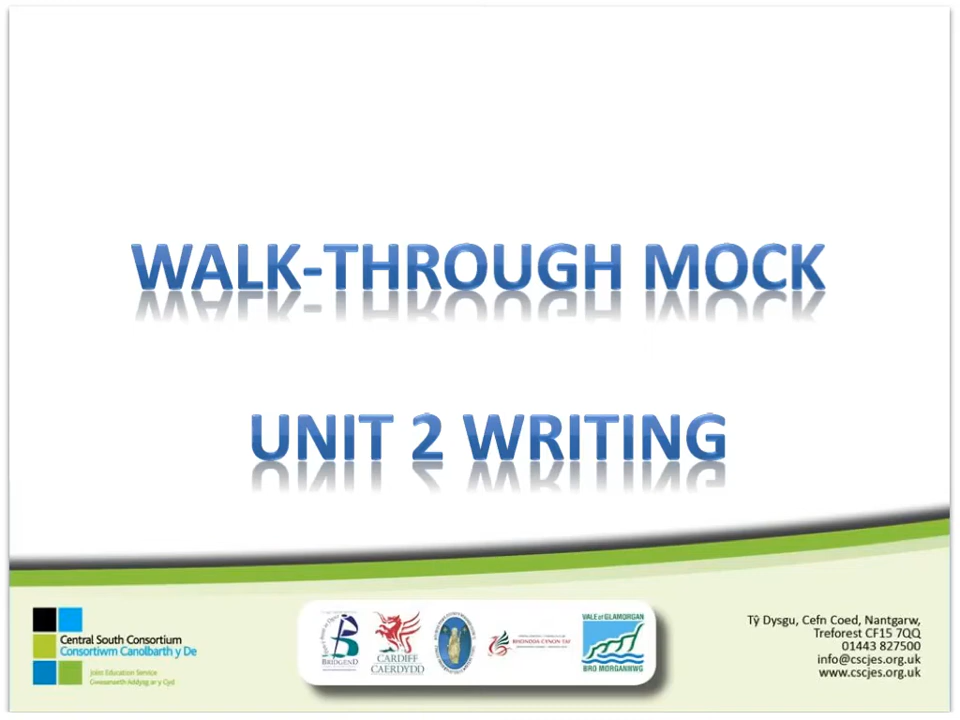 WALK-THROUGH MOCK
UNIT 2 WRITING
Central South Consortium
Consortiwm Canolbarth y De
Joint Education Service
Gwasanaeth Addysg ar y Cyd
BRIDGEND
CARDIFF
CAERDYDD
RHONDDA CYNON TAF
VALE of GLAMORGAN
BRO MORGANNWG
Tŷ Dysgu, Cefn Coed, Nantgarw,
Treforest CF15 7QQ
01443 827500
info@cscjes.org.uk
www.cscjes.org.uk